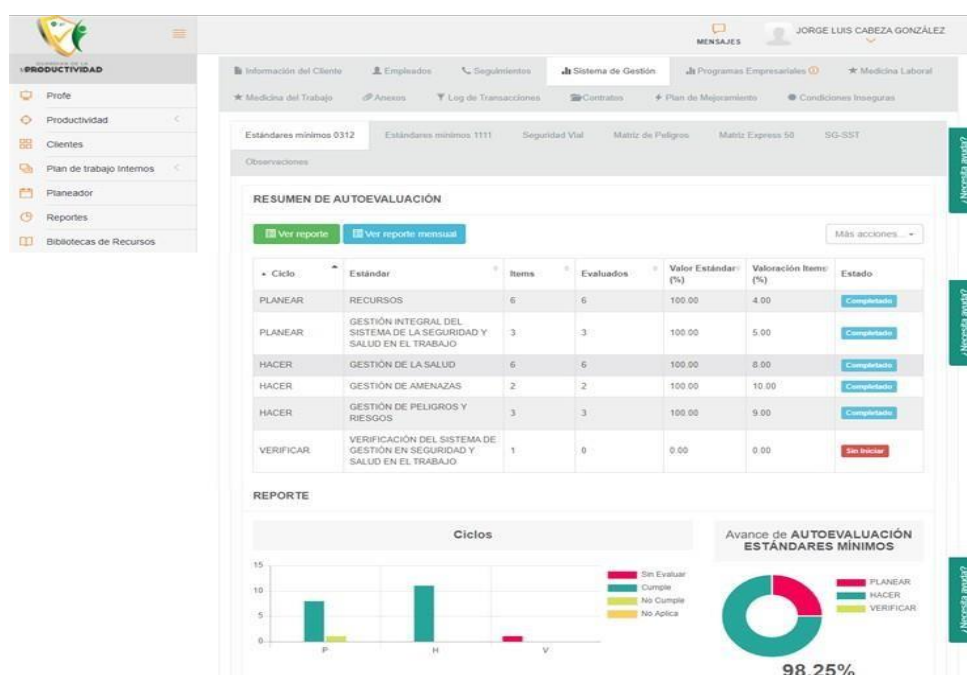 MENSAJES
JORGE LUIS CABEZA GONZÁLEZ
PRODUCTIVIDAD
Profe
Productividad
Clientes
Plan de trabajo Internos
Planeador
Reportes
Bibliotecas de Recursos
Información del Cliente
Empleados
Seguimientos
Sistema de Gestión
Programas Empresariales
Medicina Laboral
Medicina del Trabajo
Anexos
Log de Transacciones
Contratos
Plan de Mejoramiento
Condiciones Inseguras
Estándares minimos 0312
Estándares minimos 1111
Seguridad Vial
Matriz de Peligros
Matriz Express 50
SG-SST
Observaciones
¿Necesita ayuda?
RESUMEN DE AUTOEVALUACIÓN
Ver reporte
Ver reporte mensual
Más acciones...
Ciclo Estándar Items Evaluados Valor Estándar (%) Valoración Items (%) Estado
PLANEAR RECURSOS 6 6 100.00 4.00 Completado
PLANEAR GESTIÓN INTEGRAL DEL
SISTEMA DE LA SEGURIDAD Y
SALUD EN EL TRABAJO 3 3 100.00 5.00 Completado
¿Necesita ayuda?
HACER GESTIÓN DE LA SALUD 6 6 100.00 8.00 Completado
HACER GESTIÓN DE AMENAZAS 2 2 100.00 10.00 Completado
HACER GESTIÓN DE PELIGROS Y
RIESGOS 3 3 100.00 9.00 Completado
VERIFICAR VERIFICACIÓN DEL SISTEMA DE
GESTIÓN EN SEGURIDAD Y
SALUD EN EL TRABAJO 1 0 0.00 0.00 Sin Iniciar
REPORTE
Ciclos
15
10
5
0
P
H
V
Sin Evaluar
Cumple
No Cumple
No Aplica
Avance de AUTOEVALUACIÓN
ESTÁNDARES MÍNIMOS
PLANEAR
HACER
VERIFICAR
98.25%
¿Necesita ayuda?